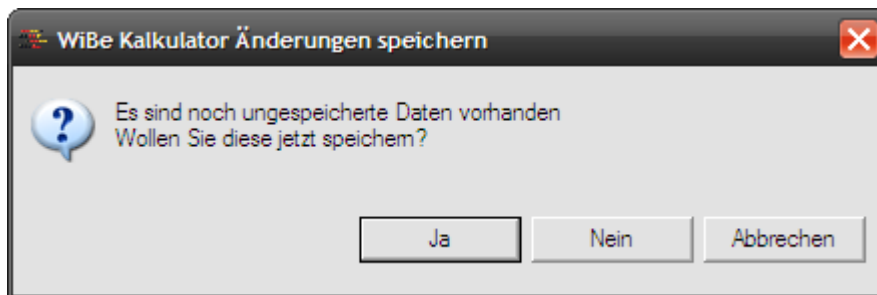 WiBe Kalkulator Änderungen speichern
Es sind noch ungespeicherte Daten vorhanden
Wollen Sie diese jetzt speichern?
Ja
Nein
Abbrechen